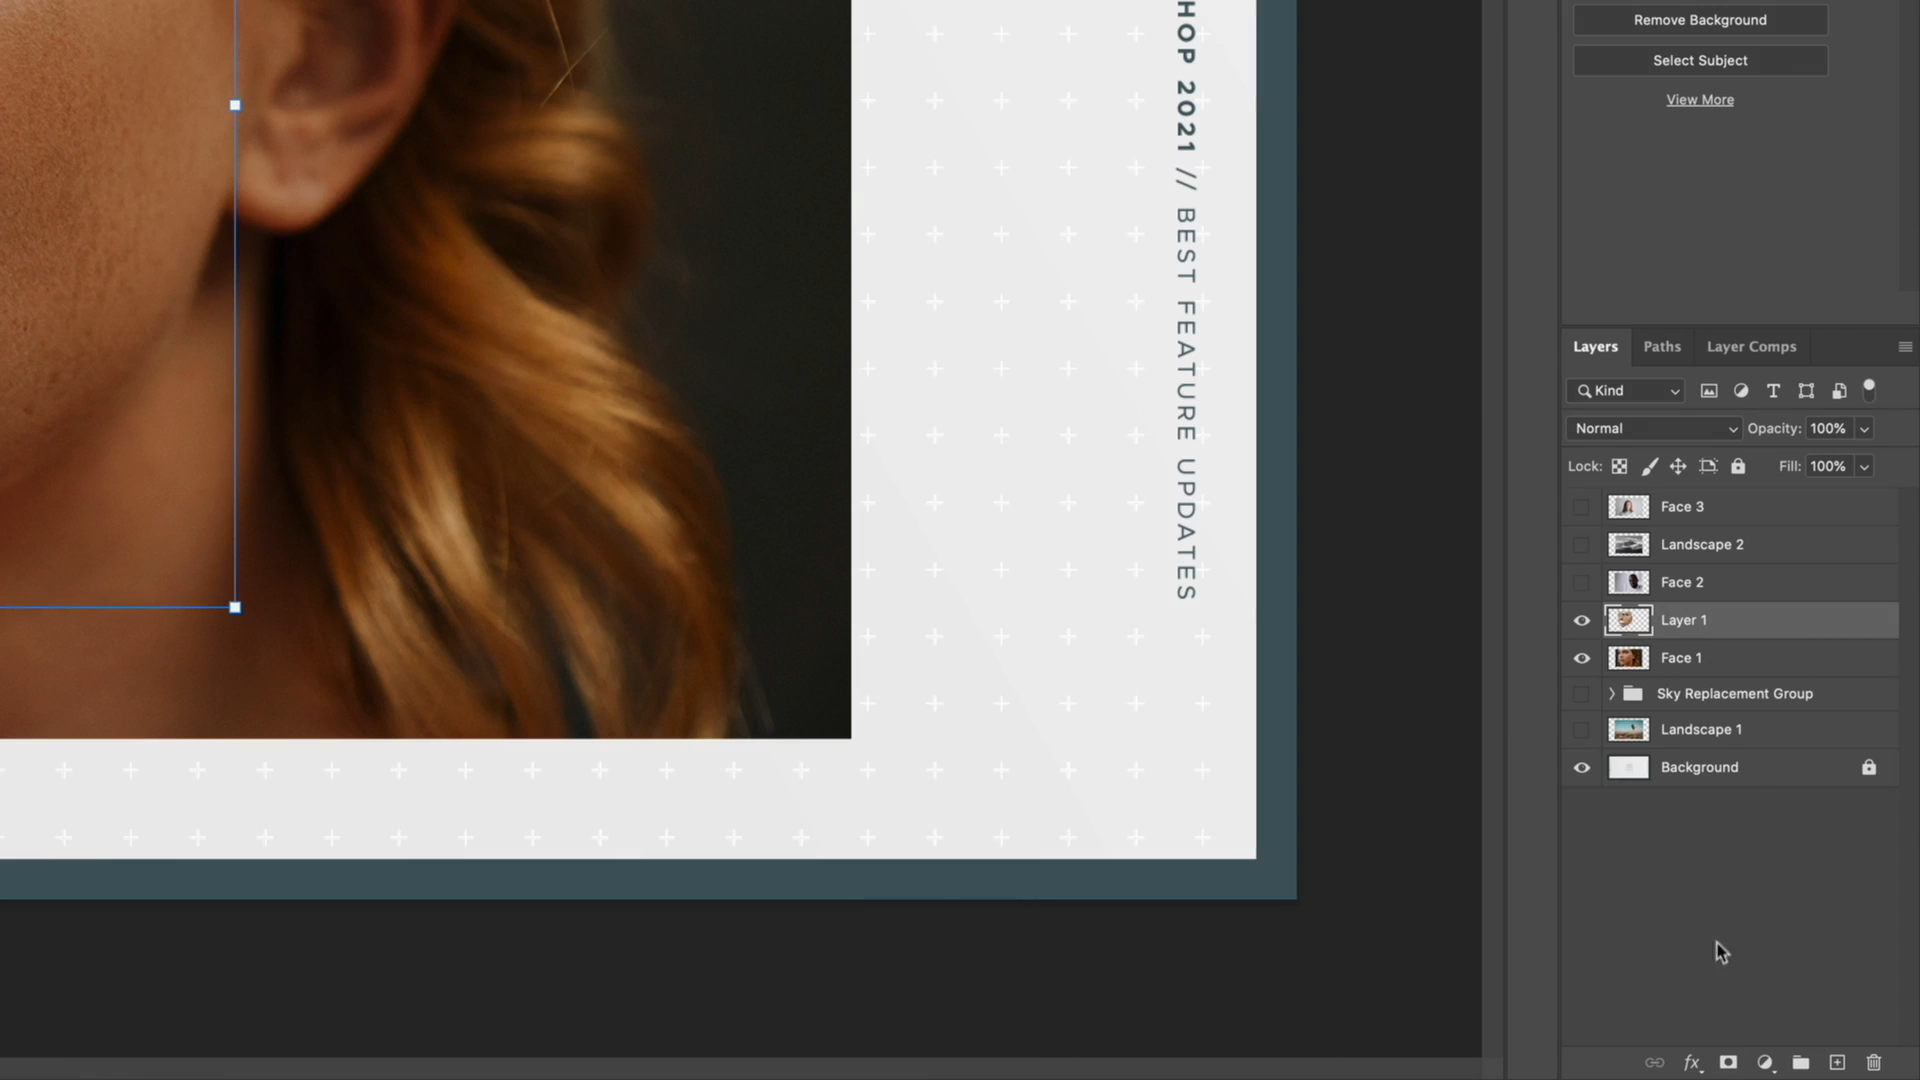 Remove Background
Select Subject
View More
HOP 2021 // BEST FEATURE UPDATES
Layers Paths Layer Comps
Kind
Normal Opacity: 100%
Lock: Fill: 100%
Face 3
Landscape 2
Face 2
Layer 1
Face 1
Sky Replacement Group
Landscape 1
Background
fx